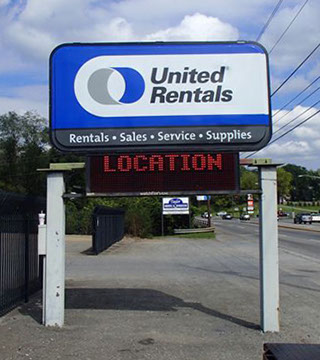 United
Rentals
Rentals • Sales • Service • Supplies
LOCATION